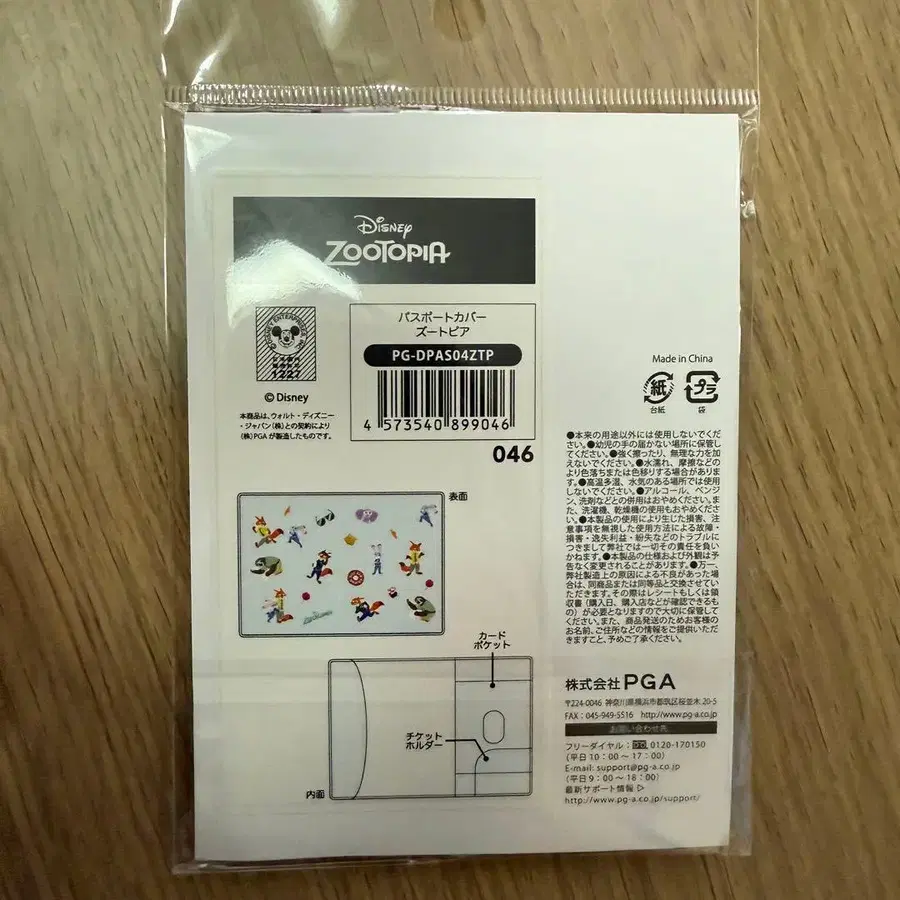 Disney
ZOOTOPIA
パスポートカバー
ズートピア
PG-DPAS04ZTP
1221
© Disney
本商品は、ウォルト・ディズニー
・ジャパン(株)との契約により
(株)PGAが製造したものです。
4 573540 899046
046
表面
カード
ポケット
チケット
ホルダー
内面
Made in China
紙
台紙
プラ
袋
●本来の用途以外には使用しないでくだ
さい。●幼児の手の届かない場所に保管し
てください。●強く擦ったり、無理な力を加
えないでください。●水濡れ、摩擦などの
より色落ちまたは色移りする場合がありま
す。●高温多湿、水気のある場所では使用
しないでください。●アルコール、ベンジ
ン、洗剤などとの併用はおやめください。ま
た、洗濯機、乾燥機の使用もおやめくださ
い。●本製品の使用により生じた損害、注
意事項を無視した使用方法による故障・
損害・逸失利益・紛失などのトラブルに
つきまして弊社では一切その責任を負い
かねます。●本製品の仕様および外観は予
告なく変更されることがあります。●万一、
弊社製造上の原因による不良があった場
合は、同商品または同等品と交換させてい
ただきます。その際はレシートもしくは領
収書(購入日、購入店などが確認できるも
の)が必要となりますので大切に保管して
ください。また、商品発送のためお客様の
お名前、ご住所などの情報をご提供いただ
きますこと、予めご了承ください。
株式会社PGA
〒224-0046 神奈川県横浜市都筑区桜並木 20-5
FAX : 045-949-5516 http://www.pg-a.co.jp
お問い合わせ先
フリーダイヤル : 0120-170150
(平日 10 : 00 ～ 17 : 00)
E-mail: support@pg-a.co.jp
(平日 9 : 00 ～ 18 : 00)
最新サポート情報 ▷
http://www.pg-a.co.jp/support/